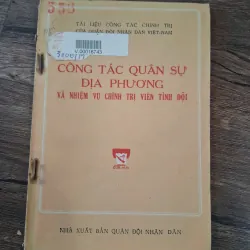 TÀI LIỆU CÔNG TÁC CHÍNH TRỊ
CỦA QUÂN ĐỘI NHÂN DÂN VIỆT-NAM
CÔNG TÁC QUÂN SỰ
ĐỊA PHƯƠNG
VÀ NHIỆM VỤ CHÍNH TRỊ VIÊN TỈNH ĐỘI
NHÀ XUẤT BẢN QUÂN ĐỘI NHÂN DÂN